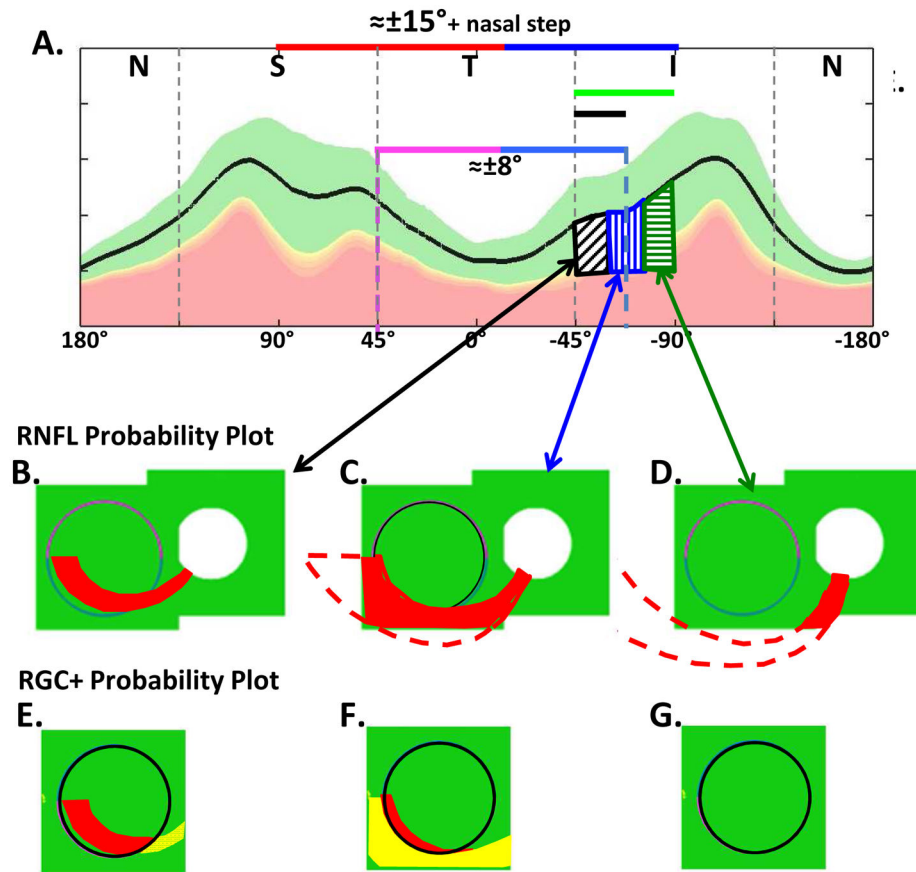 ≈±15° + nasal step
A.
N S T I N
≈±8°
180° 90° 45° 0° -45° -90° -180°
RNFL Probability Plot
B. C. D.
RGC+ Probability Plot
E. F. G.